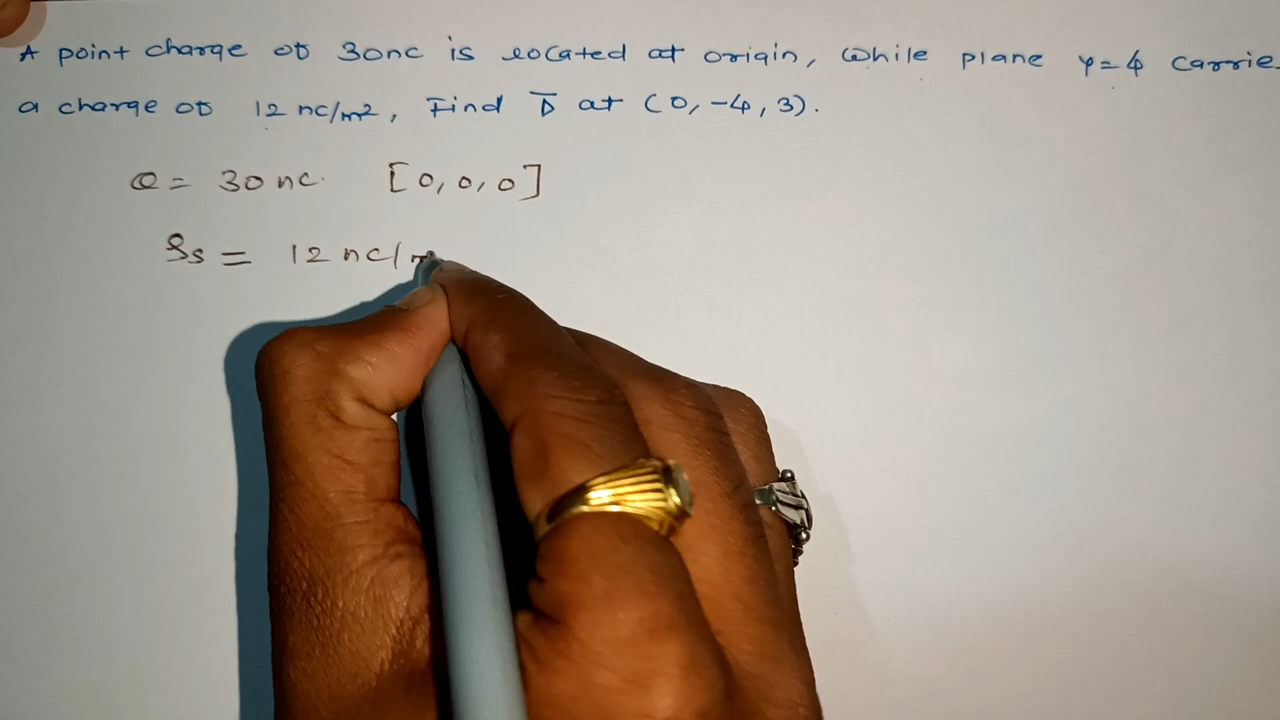 A point charge of 30nc is located at origin, while plane y=4 carrie
a charge of 12 nc/m², Find D̅ at (0,-4,3).
Q = 30 nc. [0,0,0]
ρs = 12 nc/m